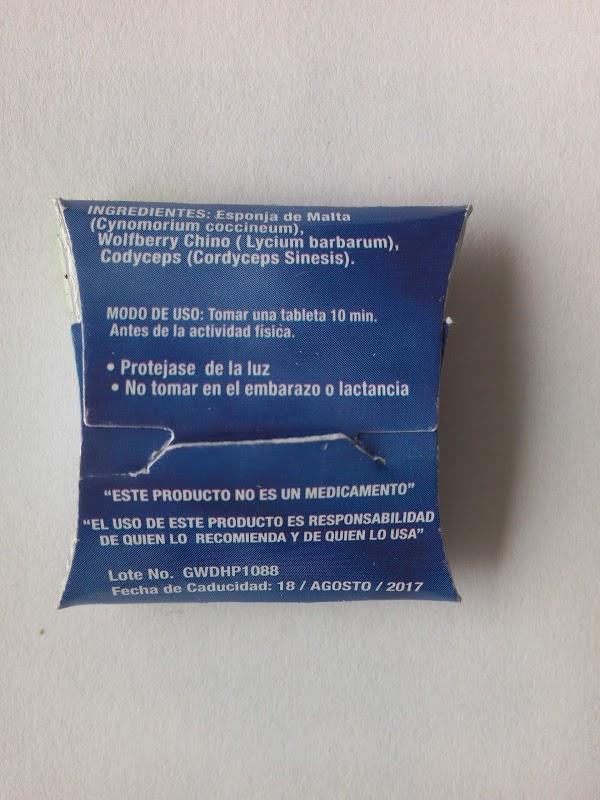 INGREDIENTES: Esponja de Malta
(Cynomorium coccineum),
Wolfberry Chino ( Lycium barbarum),
Codyceps (Cordyceps Sinesis).
MODO DE USO: Tomar una tableta 10 min.
Antes de la actividad física.
• Protejase de la luz
• No tomar en el embarazo o lactancia
“ESTE PRODUCTO NO ES UN MEDICAMENTO”
“EL USO DE ESTE PRODUCTO ES RESPONSABILIDAD
DE QUIEN LO RECOMIENDA Y DE QUIEN LO USA”
Lote No. GWDHP1088
Fecha de Caducidad: 18 / AGOSTO / 2017